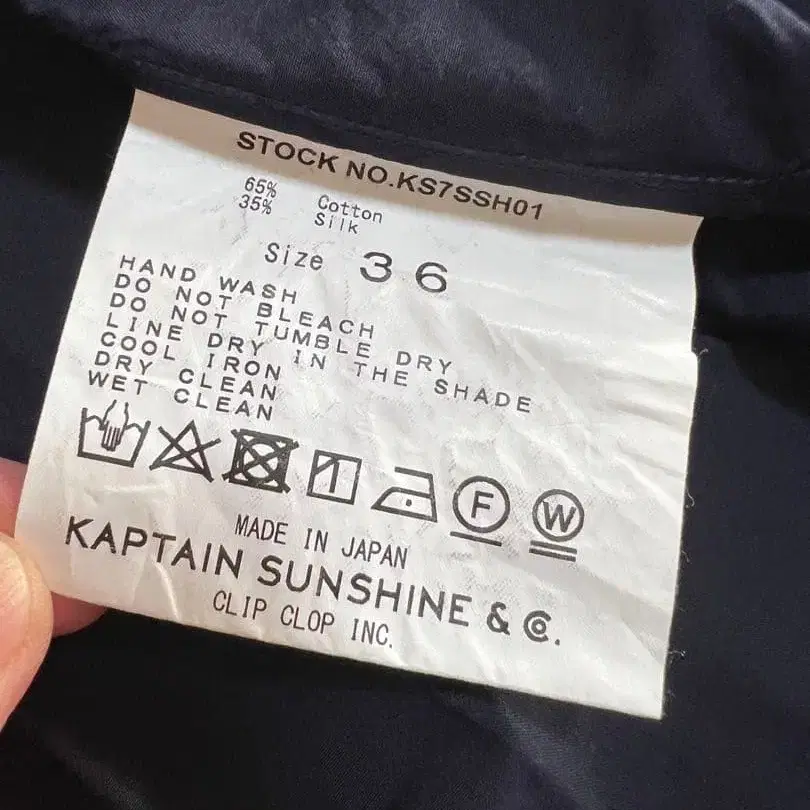 STOCK NO.KS7SSH01
65% Cotton
35% Silk
Size 36
HAND WASH
DO NOT BLEACH
DO NOT TUMBLE DRY
LINE DRY IN THE SHADE
COOL IRON
DRY CLEAN
WET CLEAN
F W
MADE IN JAPAN
KAPTAIN SUNSHINE & Co.
CLIP CLOP INC.